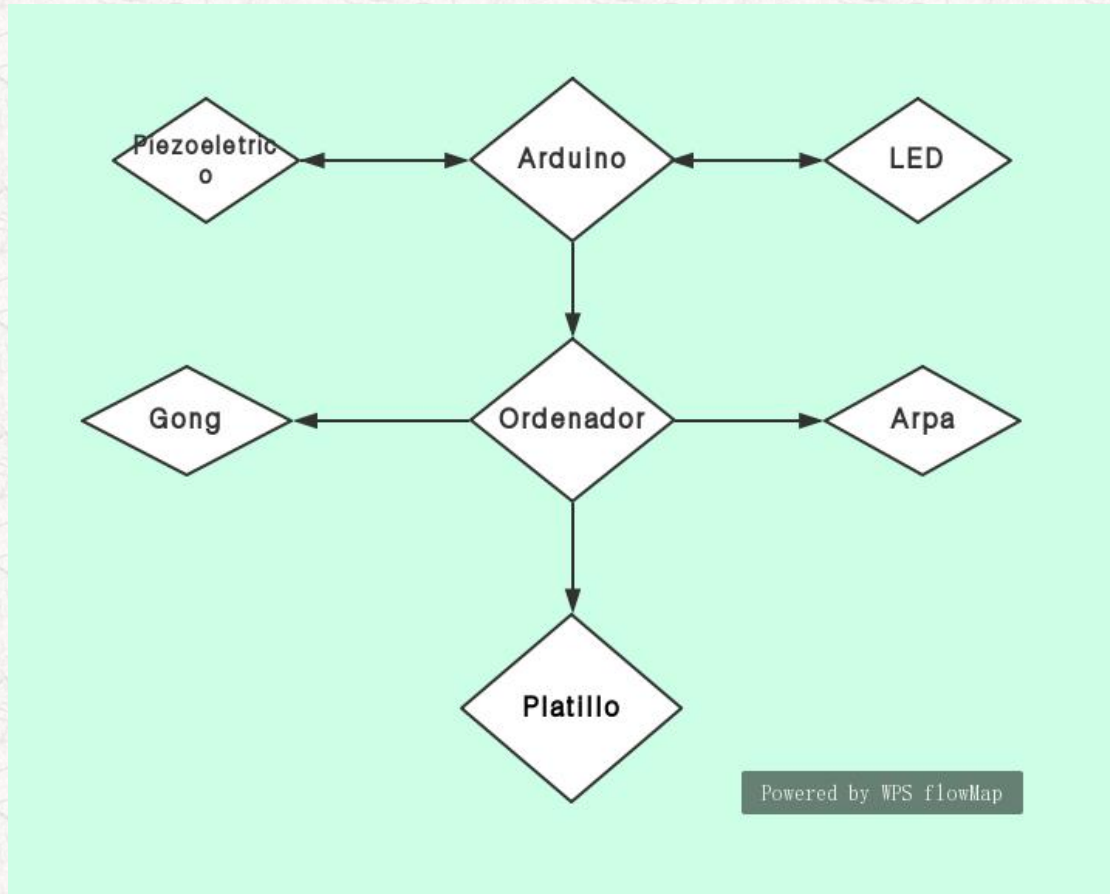 Piezoeletric
o
Arduino
LED
Gong
Ordenador
Arpa
Platillo
Powered by WPS flowMap